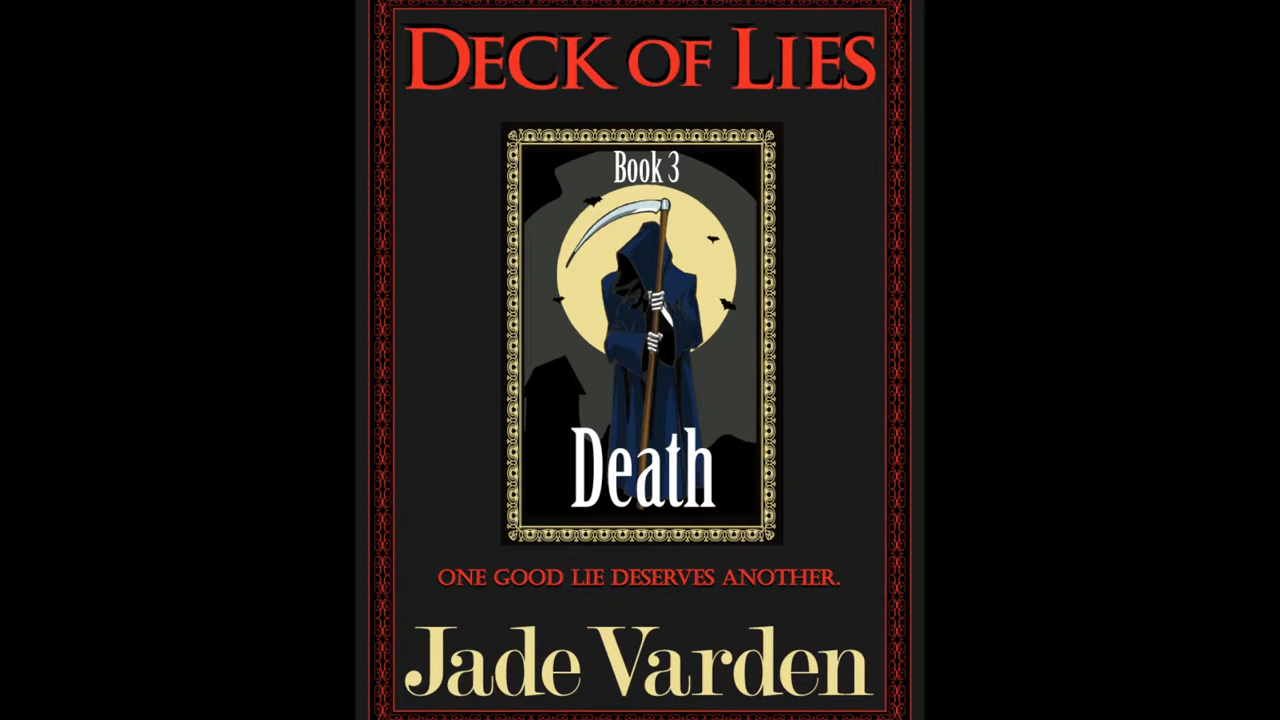 DECK OF LIES
Book 3
Death
ONE GOOD LIE DESERVES ANOTHER.
Jade Varden